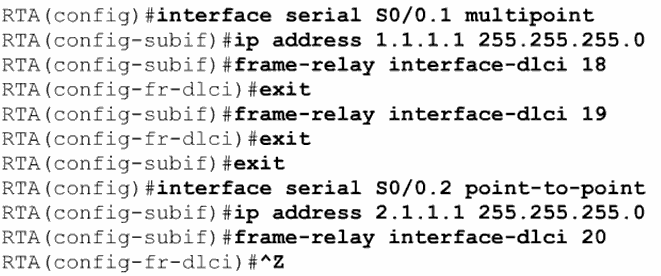 RTA(config)#interface serial S0/0.1 multipoint
RTA(config-subif)#ip address 1.1.1.1 255.255.255.0
RTA(config-subif)#frame-relay interface-dlci 18
RTA(config-fr-dlci)#exit
RTA(config-subif)#frame-relay interface-dlci 19
RTA(config-fr-dlci)#exit
RTA(config-subif)#exit
RTA(config)#interface serial S0/0.2 point-to-point
RTA(config-subif)#ip address 2.1.1.1 255.255.255.0
RTA(config-subif)#frame-relay interface-dlci 20
RTA(config-fr-dlci)#^Z